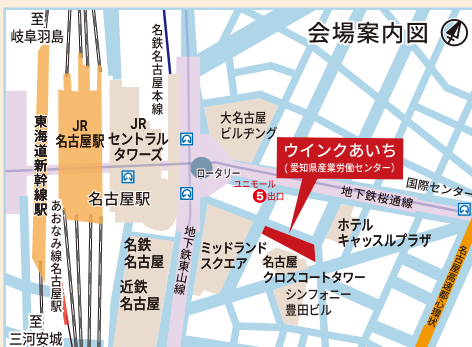 至
岐阜羽島
会場案内図
名鉄名古屋本線
大名古屋
ビルヂング
JR
名古屋駅
JR
セントラル
タワーズ
東海道新幹線駅
ウインクあいち
(愛知県産業労働センター)
ロータリー
国際センター
ユニモール
5出口
地下鉄桜通線
名古屋駅
あおなみ線名古屋駅
ホテル
キャッスルプラザ
地下鉄東山線
名鉄
名古屋
ミッドランド
スクエア
名古屋
クロスコートタワー
近鉄
名古屋
シンフォニー
豊田ビル
名古屋高速都心環状
至
三河安城